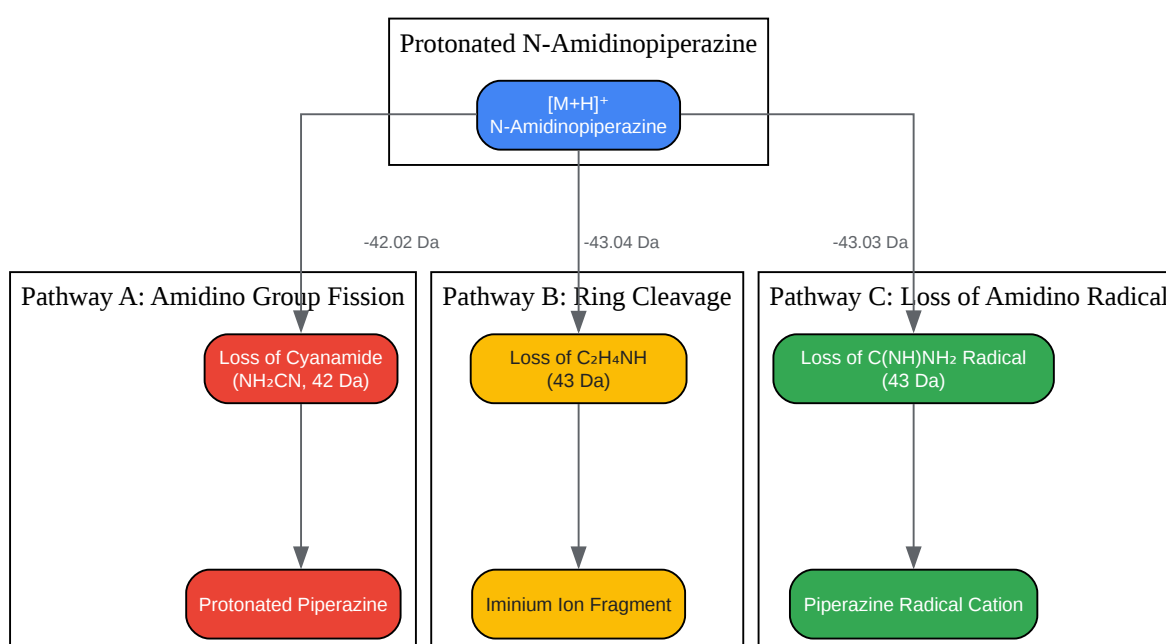 Protonated N-Amidinopiperazine
[M+H]⁺
N-Amidinopiperazine
-42.02 Da
-43.04 Da
-43.03 Da
Pathway A: Amidino Group Fission
Pathway B: Ring Cleavage
Pathway C: Loss of Amidino Radical
Loss of Cyanamide
(NH₂CN, 42 Da)
Loss of C₂H₄NH
(43 Da)
Loss of C(NH)NH₂ Radical
(43 Da)
Protonated Piperazine
Iminium Ion Fragment
Piperazine Radical Cation